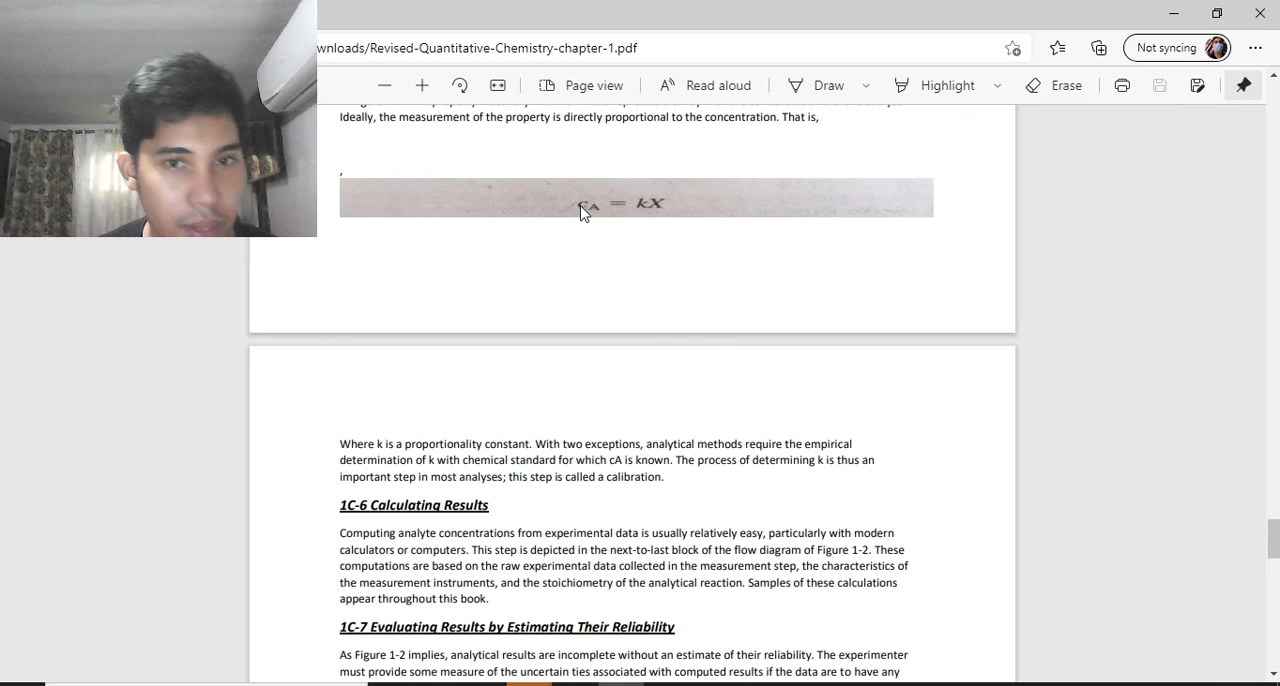 wnloads/Revised-Quantitative-Chemistry-chapter-1.pdf
Not syncing
Page view
Read aloud
Draw
Highlight
Erase
Ideally, the measurement of the property is directly proportional to the concentration. That is,
,
cA = kX
Where k is a proportionality constant. With two exceptions, analytical methods require the empirical
determination of k with chemical standard for which cA is known. The process of determining k is thus an
important step in most analyses; this step is called a calibration.
1C-6 Calculating Results
Computing analyte concentrations from experimental data is usually relatively easy, particularly with modern
calculators or computers. This step is depicted in the next-to-last block of the flow diagram of Figure 1-2. These
computations are based on the raw experimental data collected in the measurement step, the characteristics of
the measurement instruments, and the stoichiometry of the analytical reaction. Samples of these calculations
appear throughout this book.
1C-7 Evaluating Results by Estimating Their Reliability
As Figure 1-2 implies, analytical results are incomplete without an estimate of their reliability. The experimenter
must provide some measure of the uncertain ties associated with computed results if the data are to have any